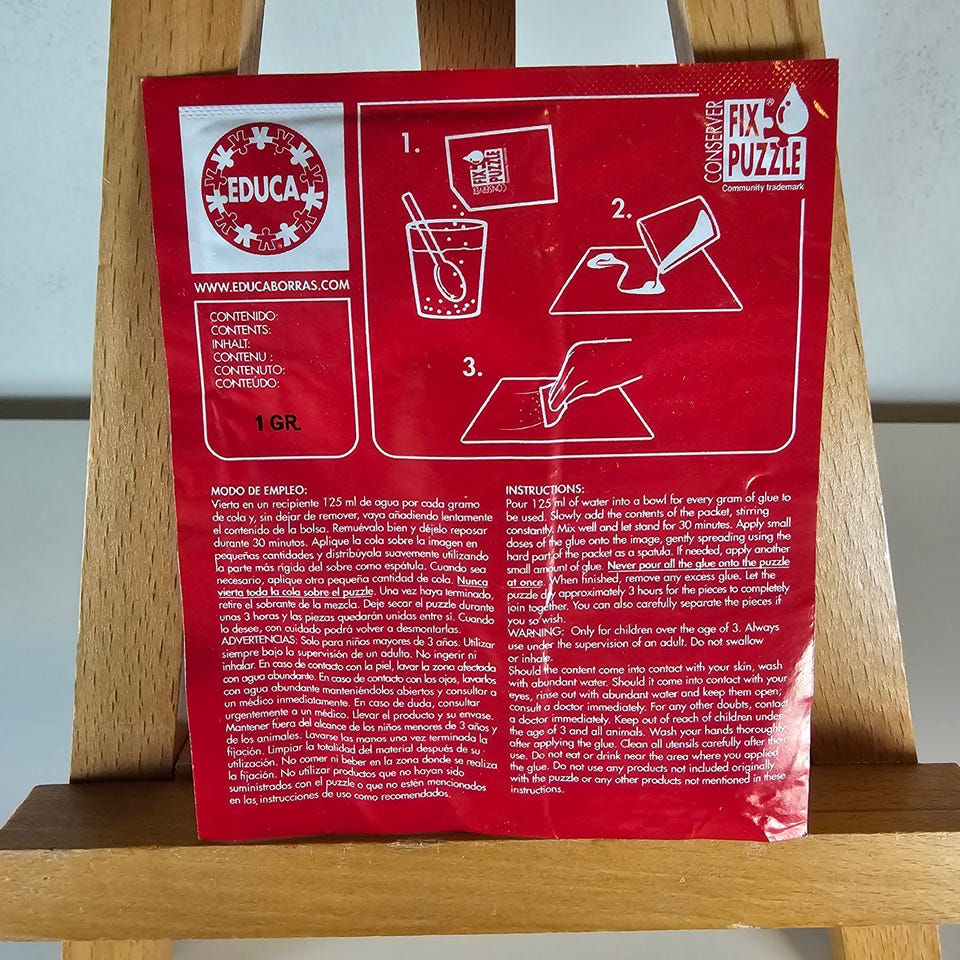 EDUCA
WWW.EDUCABORRAS.COM
CONTENIDO:
CONTENTS:
INHALT:
CONTENU :
CONTENUTO:
CONTEÚDO:
1 GR.
1.
FIX
PUZZLE
CONSERVER
2.
3.
CONSERVER
FIX
PUZZLE
Community trademark
MODO DE EMPLEO:
Vierta en un recipiente 125 ml de agua por cada gramo
de cola y, sin dejar de remover, vaya añadiendo lentamente
el contenido de la bolsa. Remuévalo bien y déjelo reposar
durante 30 minutos. Aplique la cola sobre la imagen en
pequeñas cantidades y distribúyala suavemente utilizando
la parte más rígida del sobre como espátula. Cuando sea
necesario, aplique otra pequeña cantidad de cola. Nunca
vierta toda la cola sobre el puzzle. Una vez haya terminado,
retire el sobrante de la mezcla. Deje secar el puzzle durante
unas 3 horas y las piezas quedarán unidas entre sí. Cuando
lo desee, con cuidado podrá volver a desmontarlas.
ADVERTENCIAS: Solo para niños mayores de 3 años. Utilizar
siempre bajo la supervisión de un adulto. No ingerir ni
inhalar. En caso de contacto con la piel, lavar la zona afectada
con agua abundante. En caso de contacto con los ojos, lavarlos
con agua abundante manteniéndolos abiertos y consultar a
un médico inmediatamente. En caso de duda, consultar
urgentemente a un médico. Llevar el producto y su envase.
Mantener fuera del alcance de los niños menores de 3 años y
de los animales. Lavarse las manos una vez terminada la
fijación. Limpiar la totalidad del material después de su
utilización. No comer ni beber en la zona donde se realiza
la fijación. No utilizar productos que no hayan sido
suministrados con el puzzle o que no estén mencionados
en las instrucciones de uso como recomendados.
INSTRUCTIONS:
Pour 125 ml of water into a bowl for every gram of glue to
be used. Slowly add the contents of the packet, stirring
constantly. Mix well and let stand for 30 minutes. Apply small
doses of the glue onto the image, gently spreading using the
hard part of the packet as a spatula. If needed, apply another
small amount of glue. Never pour all the glue onto the puzzle
at once. When finished, remove any excess glue. Let the
puzzle dry approximately 3 hours for the pieces to completely
join together. You can also carefully separate the pieces if
you so wish.
WARNING: Only for children over the age of 3. Always
use under the supervision of an adult. Do not swallow
or inhale.
Should the content come into contact with your skin, wash
with abundant water. Should it come into contact with your
eyes, rinse out with abundant water and keep them open;
consult a doctor immediately. For any other doubts, contact
a doctor immediately. Keep out of reach of children under
the age of 3 and all animals. Wash your hands thoroughly
after applying the glue. Clean all utensils carefully after their
use. Do not eat or drink near the area where you applied
the glue. Do not use any products not included originally
with the puzzle or any other products not mentioned in these
instructions.